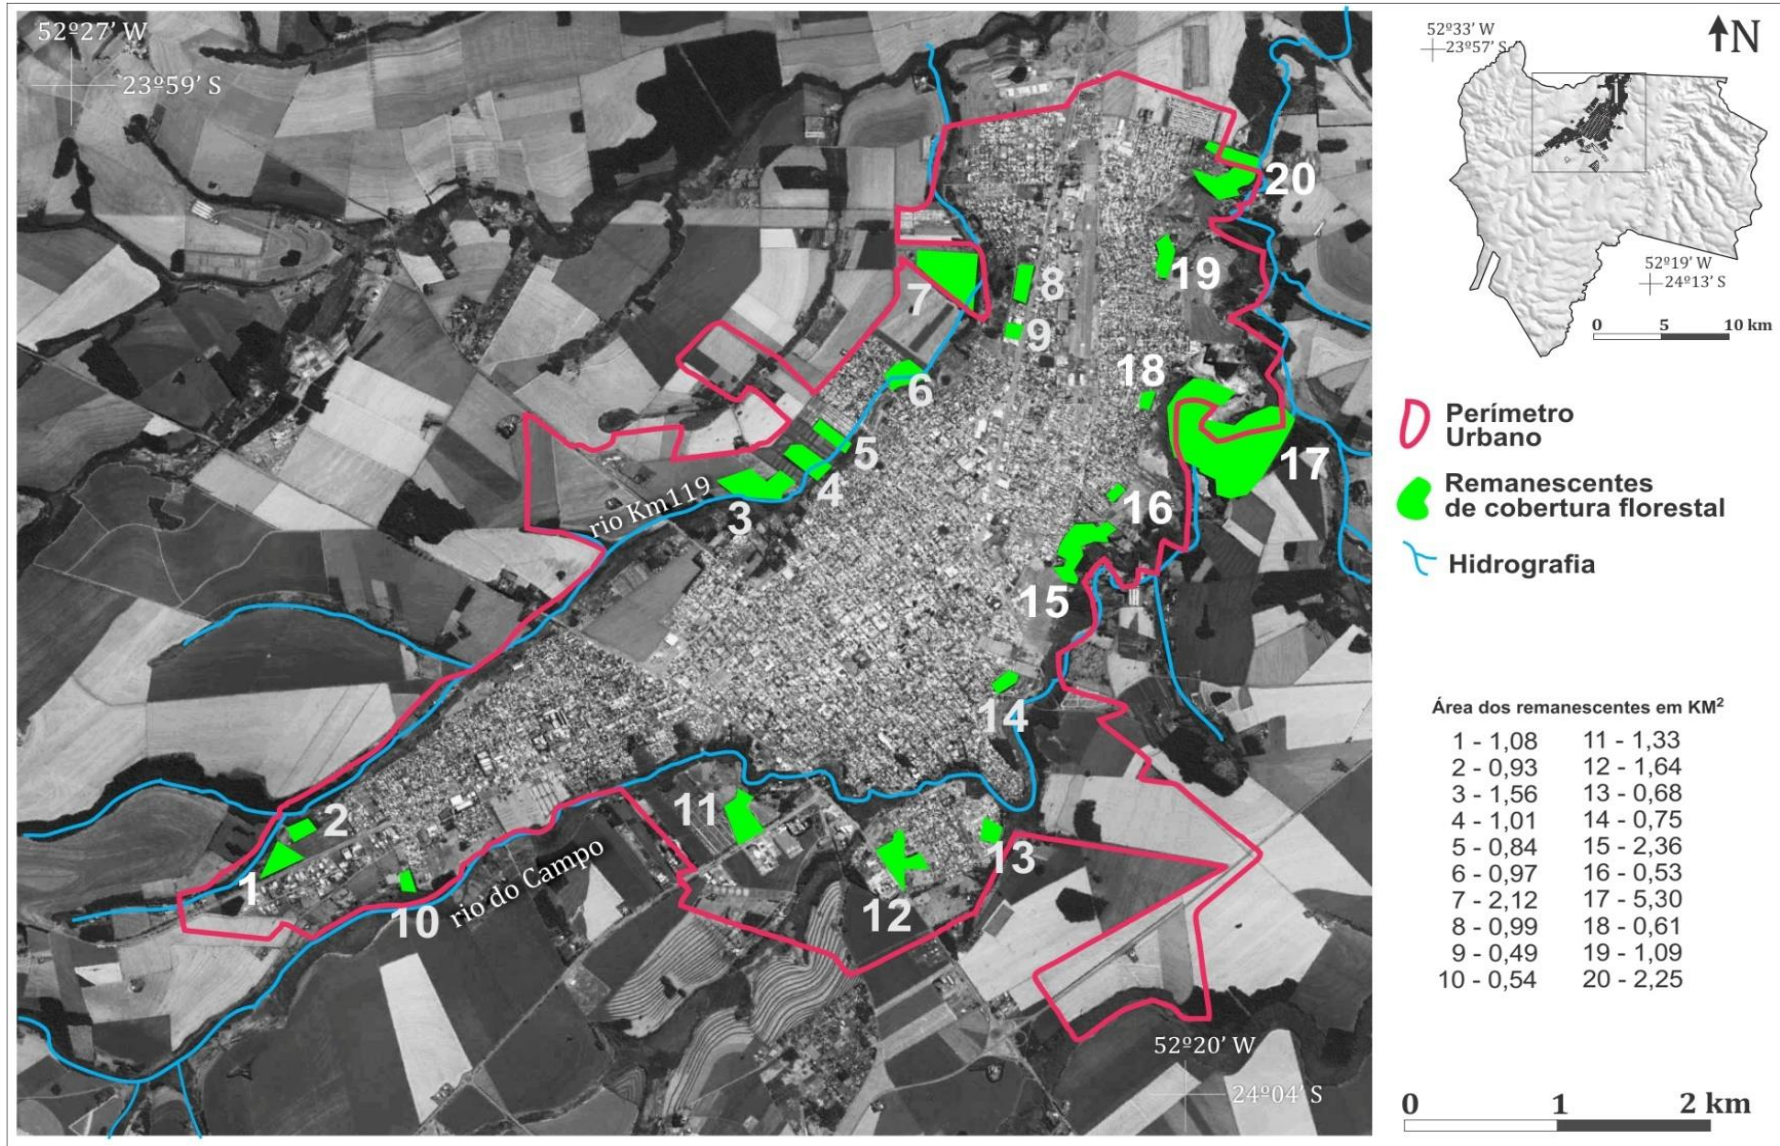 52º27' W
23º59' S
20
19
8
7
9
18
6
17
5
4
16
3
rio Km119
15
14
2
11
13
1
12
10
rio do Campo
52º20' W
24º04' S
N
52º33' W
23º57' S
52º19' W
24º13' S
0 5 10 km
Perímetro
Urbano
Remanescentes
de cobertura florestal
Hidrografia
Área dos remanescentes em KM²
1 - 1,08 11 - 1,33
2 - 0,93 12 - 1,64
3 - 1,56 13 - 0,68
4 - 1,01 14 - 0,75
5 - 0,84 15 - 2,36
6 - 0,97 16 - 0,53
7 - 2,12 17 - 5,30
8 - 0,99 18 - 0,61
9 - 0,49 19 - 1,09
10 - 0,54 20 - 2,25
0 1 2 km